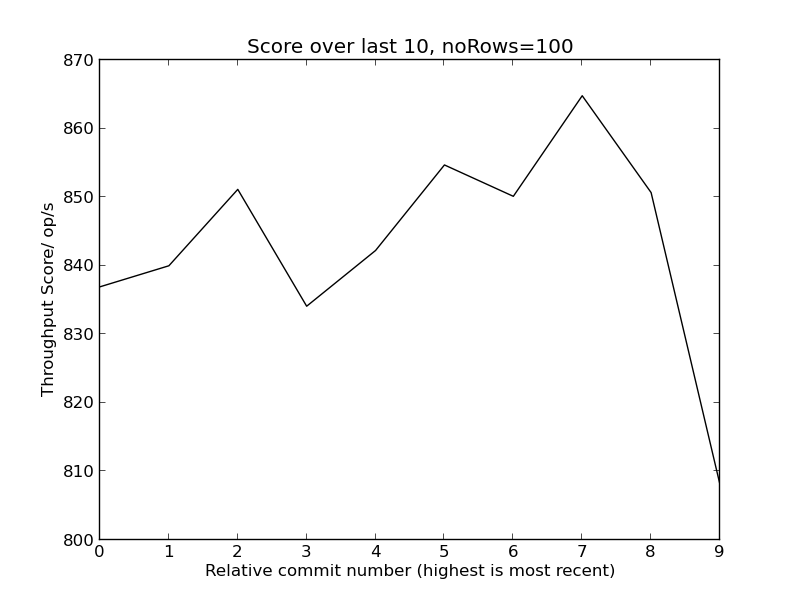 Score over last 10, noRows=100
870
860
850
840
830
820
810
800
Throughput Score/ op/s
0 1 2 3 4 5 6 7 8 9
Relative commit number (highest is most recent)